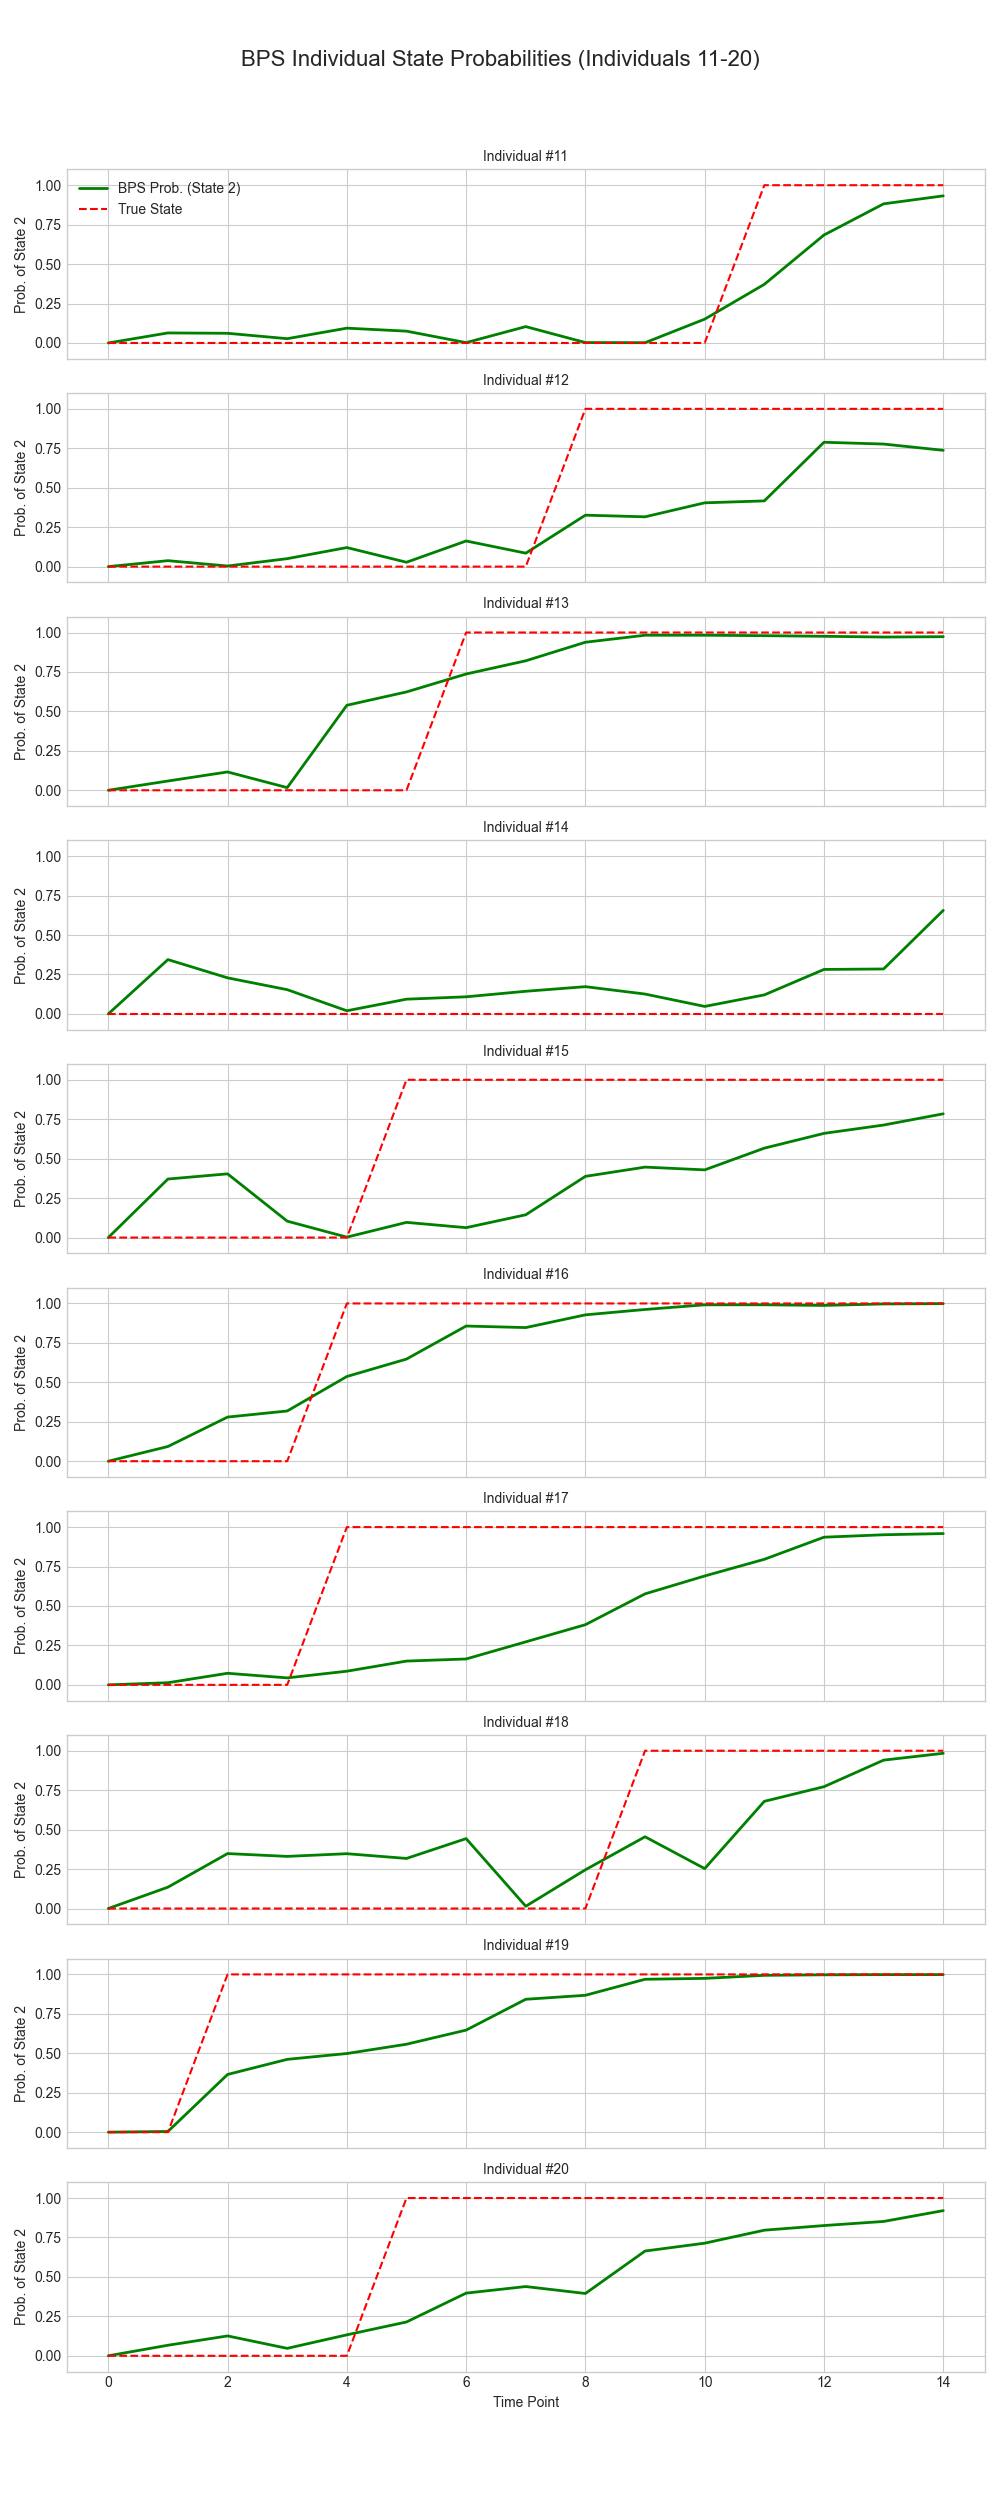 BPS Individual State Probabilities (Individuals 11-20)
Individual #11
BPS Prob. (State 2)
True State
Prob. of State 2
1.00
0.75
0.50
0.25
0.00
Individual #12
Prob. of State 2
1.00
0.75
0.50
0.25
0.00
Individual #13
Prob. of State 2
1.00
0.75
0.50
0.25
0.00
Individual #14
Prob. of State 2
1.00
0.75
0.50
0.25
0.00
Individual #15
Prob. of State 2
1.00
0.75
0.50
0.25
0.00
Individual #16
Prob. of State 2
1.00
0.75
0.50
0.25
0.00
Individual #17
Prob. of State 2
1.00
0.75
0.50
0.25
0.00
Individual #18
Prob. of State 2
1.00
0.75
0.50
0.25
0.00
Individual #19
Prob. of State 2
1.00
0.75
0.50
0.25
0.00
Individual #20
Prob. of State 2
1.00
0.75
0.50
0.25
0.00
0 2 4 6 8 10 12 14
Time Point